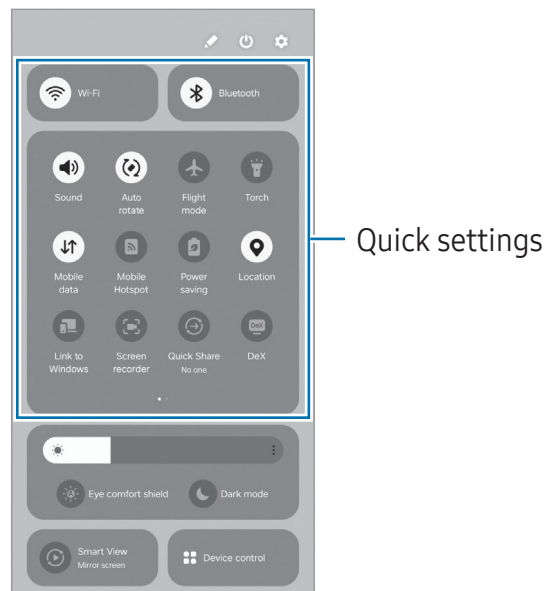 Wi-Fi
Bluetooth
Sound
Auto
rotate
Flight
mode
Torch
Mobile
data
Mobile
Hotspot
Power
saving
Location
Link to
Windows
Screen
recorder
Quick Share
No one
DeX
DeX
Quick settings
A
Eye comfort shield
Dark mode
Smart View
Mirror screen
Device control